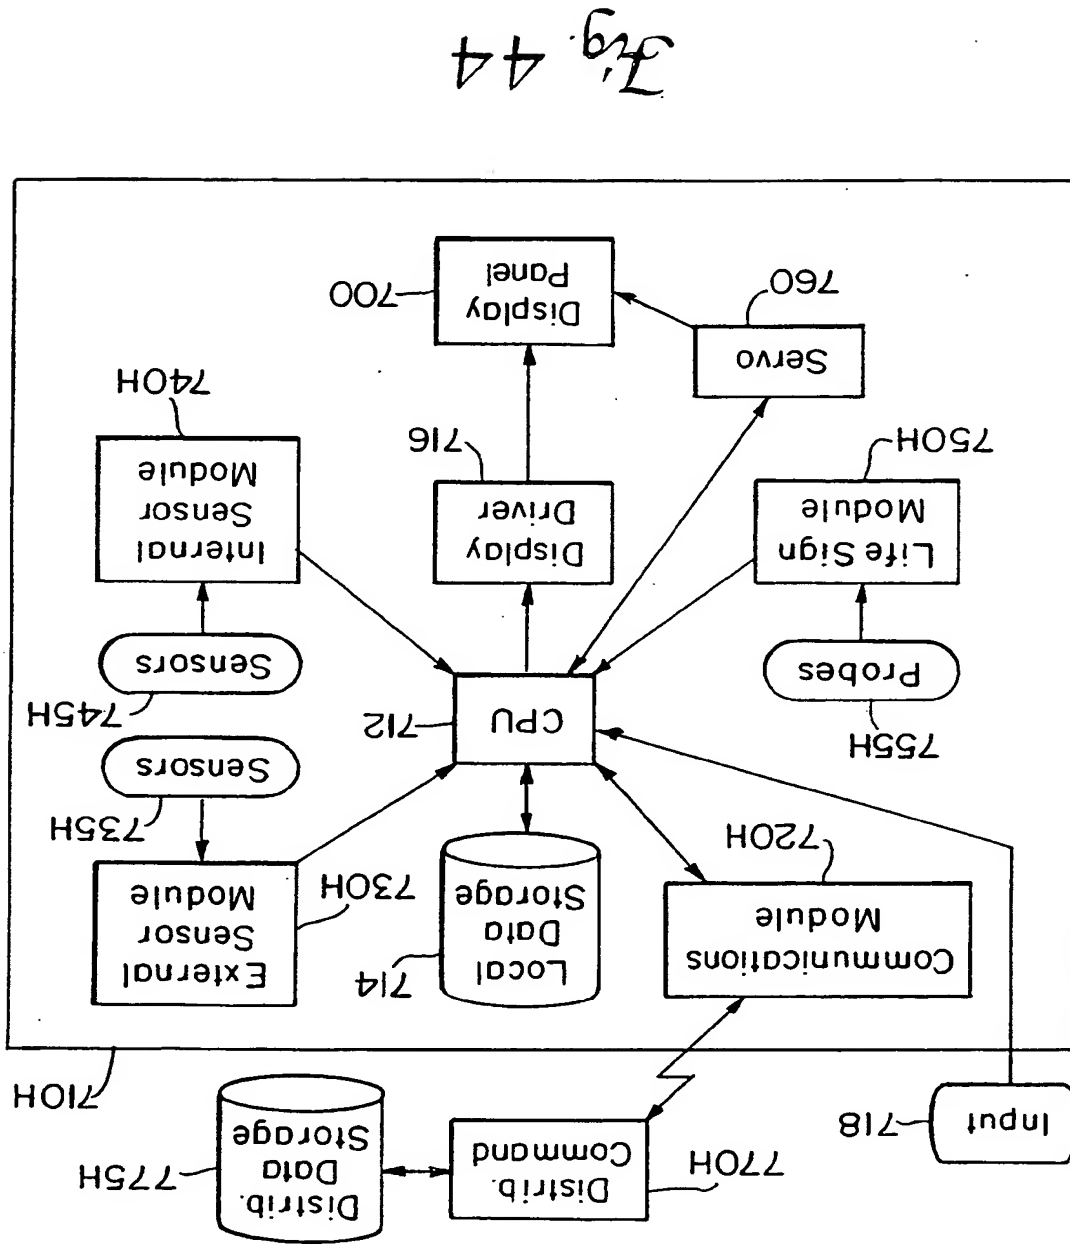 Input
718
770H
Distrib.
Command
Distrib.
Data
Storage
775H
710H
Communications
Module
720H
Local
Data
Storage
714
External
Sensor
Module
730H
735H
Sensors
755H
Probes
CPU
712
745H
Sensors
Life Sign
Module
750H
Display
Driver
716
Internal
Sensor
Module
740H
Servo
760
Display
Panel
700
Fig. 44